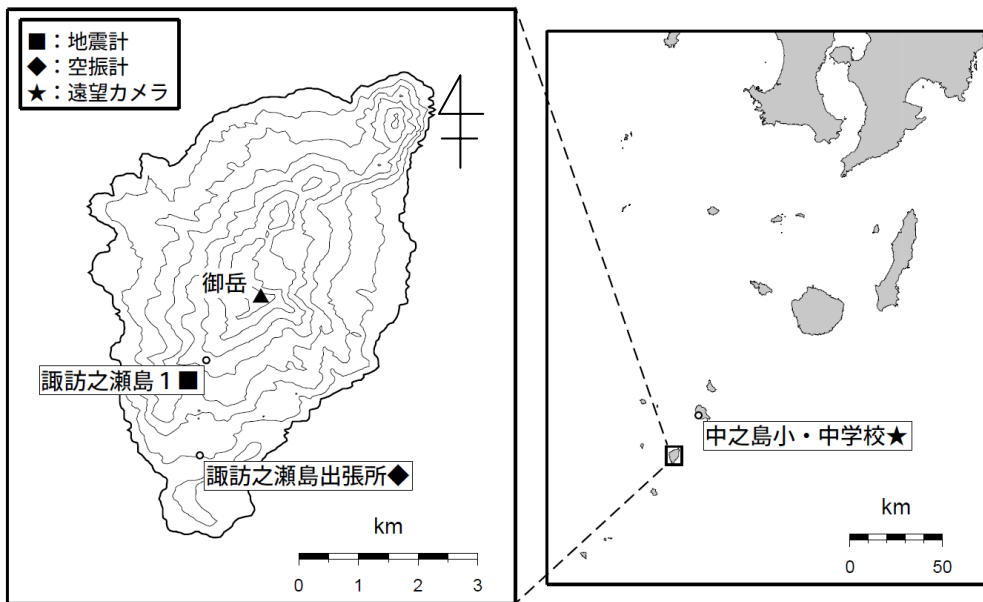 ■：地震計
◆：空振計
★：遠望カメラ
御岳
諏訪之瀬島１■
諏訪之瀬島出張所◆
km
0 1 2 3
中之島小・中学校★
km
0 50